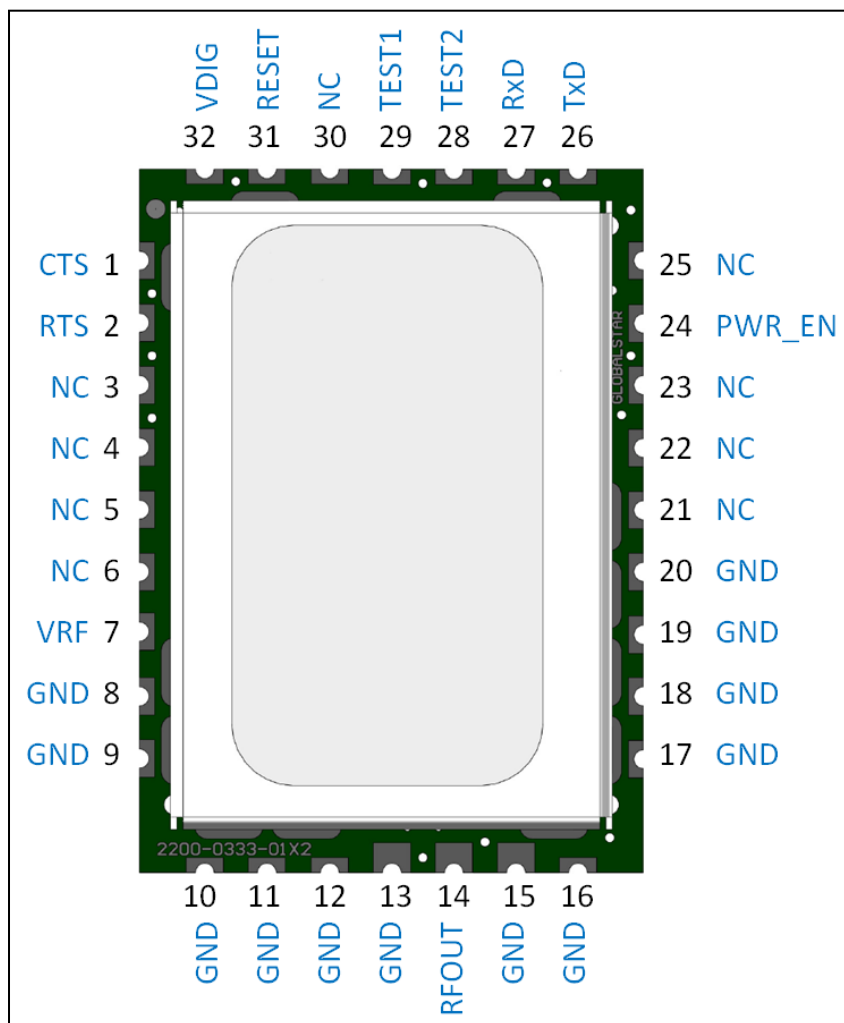 VDIG RESET NC TEST1 TEST2 RxD TxD
32 31 30 29 28 27 26
CTS 1
RTS 2
NC 3
NC 4
NC 5
NC 6
VRF 7
GND 8
GND 9
25 NC
24 PWR_EN
23 NC
22 NC
21 NC
20 GND
19 GND
18 GND
17 GND
GLOBALSTAR
2200-0333-01X2
10 11 12 13 14 15 16
GND GND GND GND RFOUT GND GND